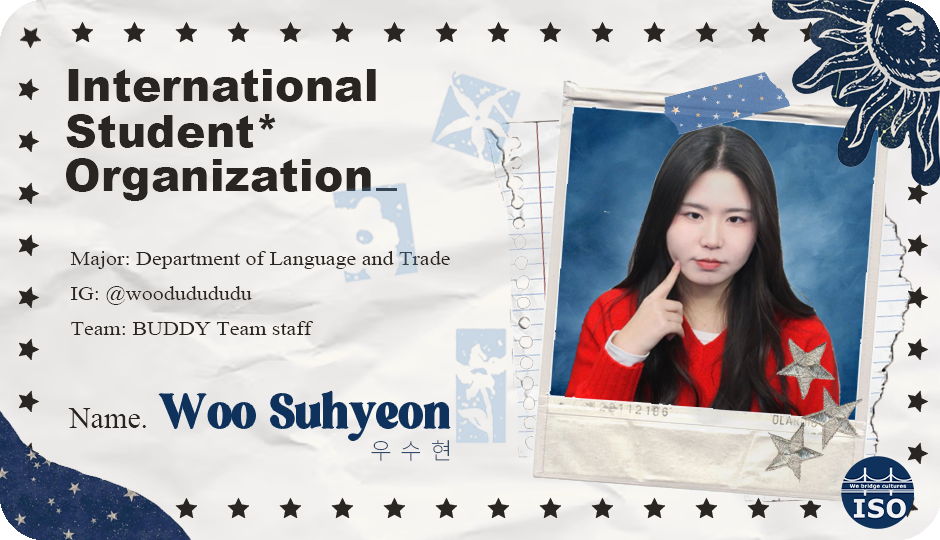 International
Student*
Organization_
Major: Department of Language and Trade
IG: @woodudududu
Team: BUDDY Team staff
Name. Woo Suhyeon
우수현
We bridge cultures
ISO